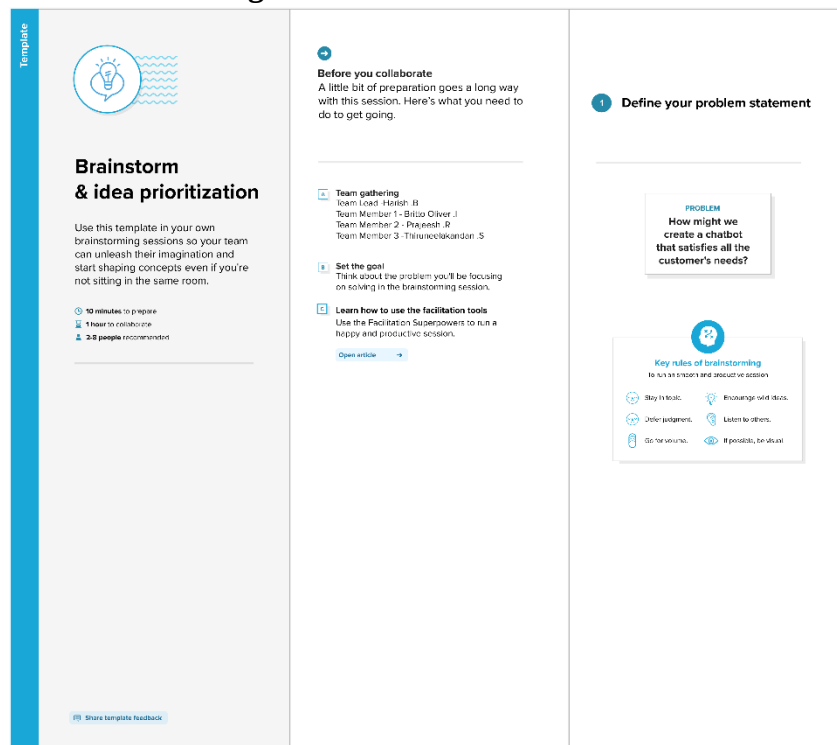 Template
Brainstorm
& idea prioritization
Use this template in your own
brainstorming sessions so your team
can unleash their imagination and
start shaping concepts even if you're
not sitting in the same room.
10 minutes to prepare
1 hour to collaborate
2-8 people recommended
Share template feedback
Before you collaborate
A little bit of preparation goes a long way
with this session. Here's what you need to
do to get going.
A
Team gathering
Team Lead -Harish .B
Team Member 1 - Britto Oliver .I
Team Member 2 - Prajeesh .R
Team Member 3 -Thiruneelakandan .S
B
Set the goal
Think about the problem you'll be focusing
on solving in the brainstorming session.
C
Learn how to use the facilitation tools
Use the Facilitation Superpowers to run a
happy and productive session.
Open article
1
Define your problem statement
PROBLEM
How might we
create a chatbot
that satisfies all the
customer's needs?
Key rules of brainstorming
To run an smooth and productive session
Stay in topic.
Encourage wild ideas.
Defer judgment.
Listen to others.
Go for volume.
If possible, be visual.